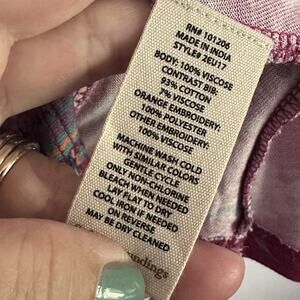 RN# 101206
MADE IN INDIA
STYLE# 2EU17
BODY: 100% VISCOSE
CONTRAST BIB:
93% COTTON
7% VISCOSE
ORANGE EMBROIDERY:
100% POLYESTER
OTHER EMBROIDERY:
100% VISCOSE
MACHINE WASH COLD
WITH SIMILAR COLORS
GENTLE CYCLE
ONLY NON-CHLORINE
BLEACH WHEN NEEDED
LAY FLAT TO DRY
COOL IRON IF NEEDED
ON REVERSE
MAY BE DRY CLEANED